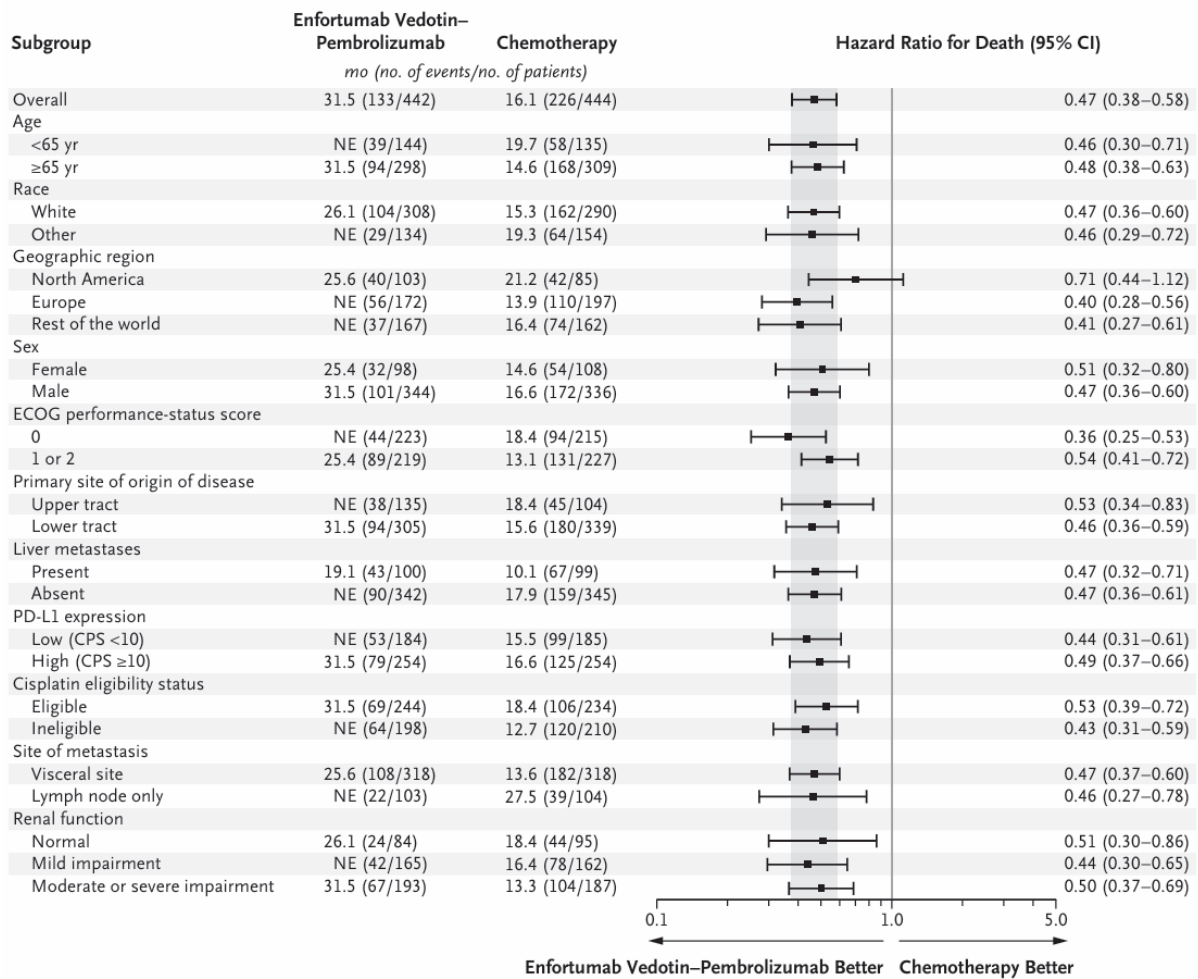 Enfortumab Vedotin–
Subgroup Pembrolizumab Chemotherapy Hazard Ratio for Death (95% CI)
mo (no. of events/no. of patients)
Overall 31.5 (133/442) 16.1 (226/444) 0.47 (0.38–0.58)
Age
<65 yr NE (39/144) 19.7 (58/135) 0.46 (0.30–0.71)
≥65 yr 31.5 (94/298) 14.6 (168/309) 0.48 (0.38–0.63)
Race
White 26.1 (104/308) 15.3 (162/290) 0.47 (0.36–0.60)
Other NE (29/134) 19.3 (64/154) 0.46 (0.29–0.72)
Geographic region
North America 25.6 (40/103) 21.2 (42/85) 0.71 (0.44–1.12)
Europe NE (56/172) 13.9 (110/197) 0.40 (0.28–0.56)
Rest of the world NE (37/167) 16.4 (74/162) 0.41 (0.27–0.61)
Sex
Female 25.4 (32/98) 14.6 (54/108) 0.51 (0.32–0.80)
Male 31.5 (101/344) 16.6 (172/336) 0.47 (0.36–0.60)
ECOG performance-status score
0 NE (44/223) 18.4 (94/215) 0.36 (0.25–0.53)
1 or 2 25.4 (89/219) 13.1 (131/227) 0.54 (0.41–0.72)
Primary site of origin of disease
Upper tract NE (38/135) 18.4 (45/104) 0.53 (0.34–0.83)
Lower tract 31.5 (94/305) 15.6 (180/339) 0.46 (0.36–0.59)
Liver metastases
Present 19.1 (43/100) 10.1 (67/99) 0.47 (0.32–0.71)
Absent NE (90/342) 17.9 (159/345) 0.47 (0.36–0.61)
PD-L1 expression
Low (CPS <10) NE (53/184) 15.5 (99/185) 0.44 (0.31–0.61)
High (CPS ≥10) 31.5 (79/254) 16.6 (125/254) 0.49 (0.37–0.66)
Cisplatin eligibility status
Eligible 31.5 (69/244) 18.4 (106/234) 0.53 (0.39–0.72)
Ineligible NE (64/198) 12.7 (120/210) 0.43 (0.31–0.59)
Site of metastasis
Visceral site 25.6 (108/318) 13.6 (182/318) 0.47 (0.37–0.60)
Lymph node only NE (22/103) 27.5 (39/104) 0.46 (0.27–0.78)
Renal function
Normal 26.1 (24/84) 18.4 (44/95) 0.51 (0.30–0.86)
Mild impairment NE (42/165) 16.4 (78/162) 0.44 (0.30–0.65)
Moderate or severe impairment 31.5 (67/193) 13.3 (104/187) 0.50 (0.37–0.69)
0.1 1.0 5.0
Enfortumab Vedotin–Pembrolizumab Better Chemotherapy Better